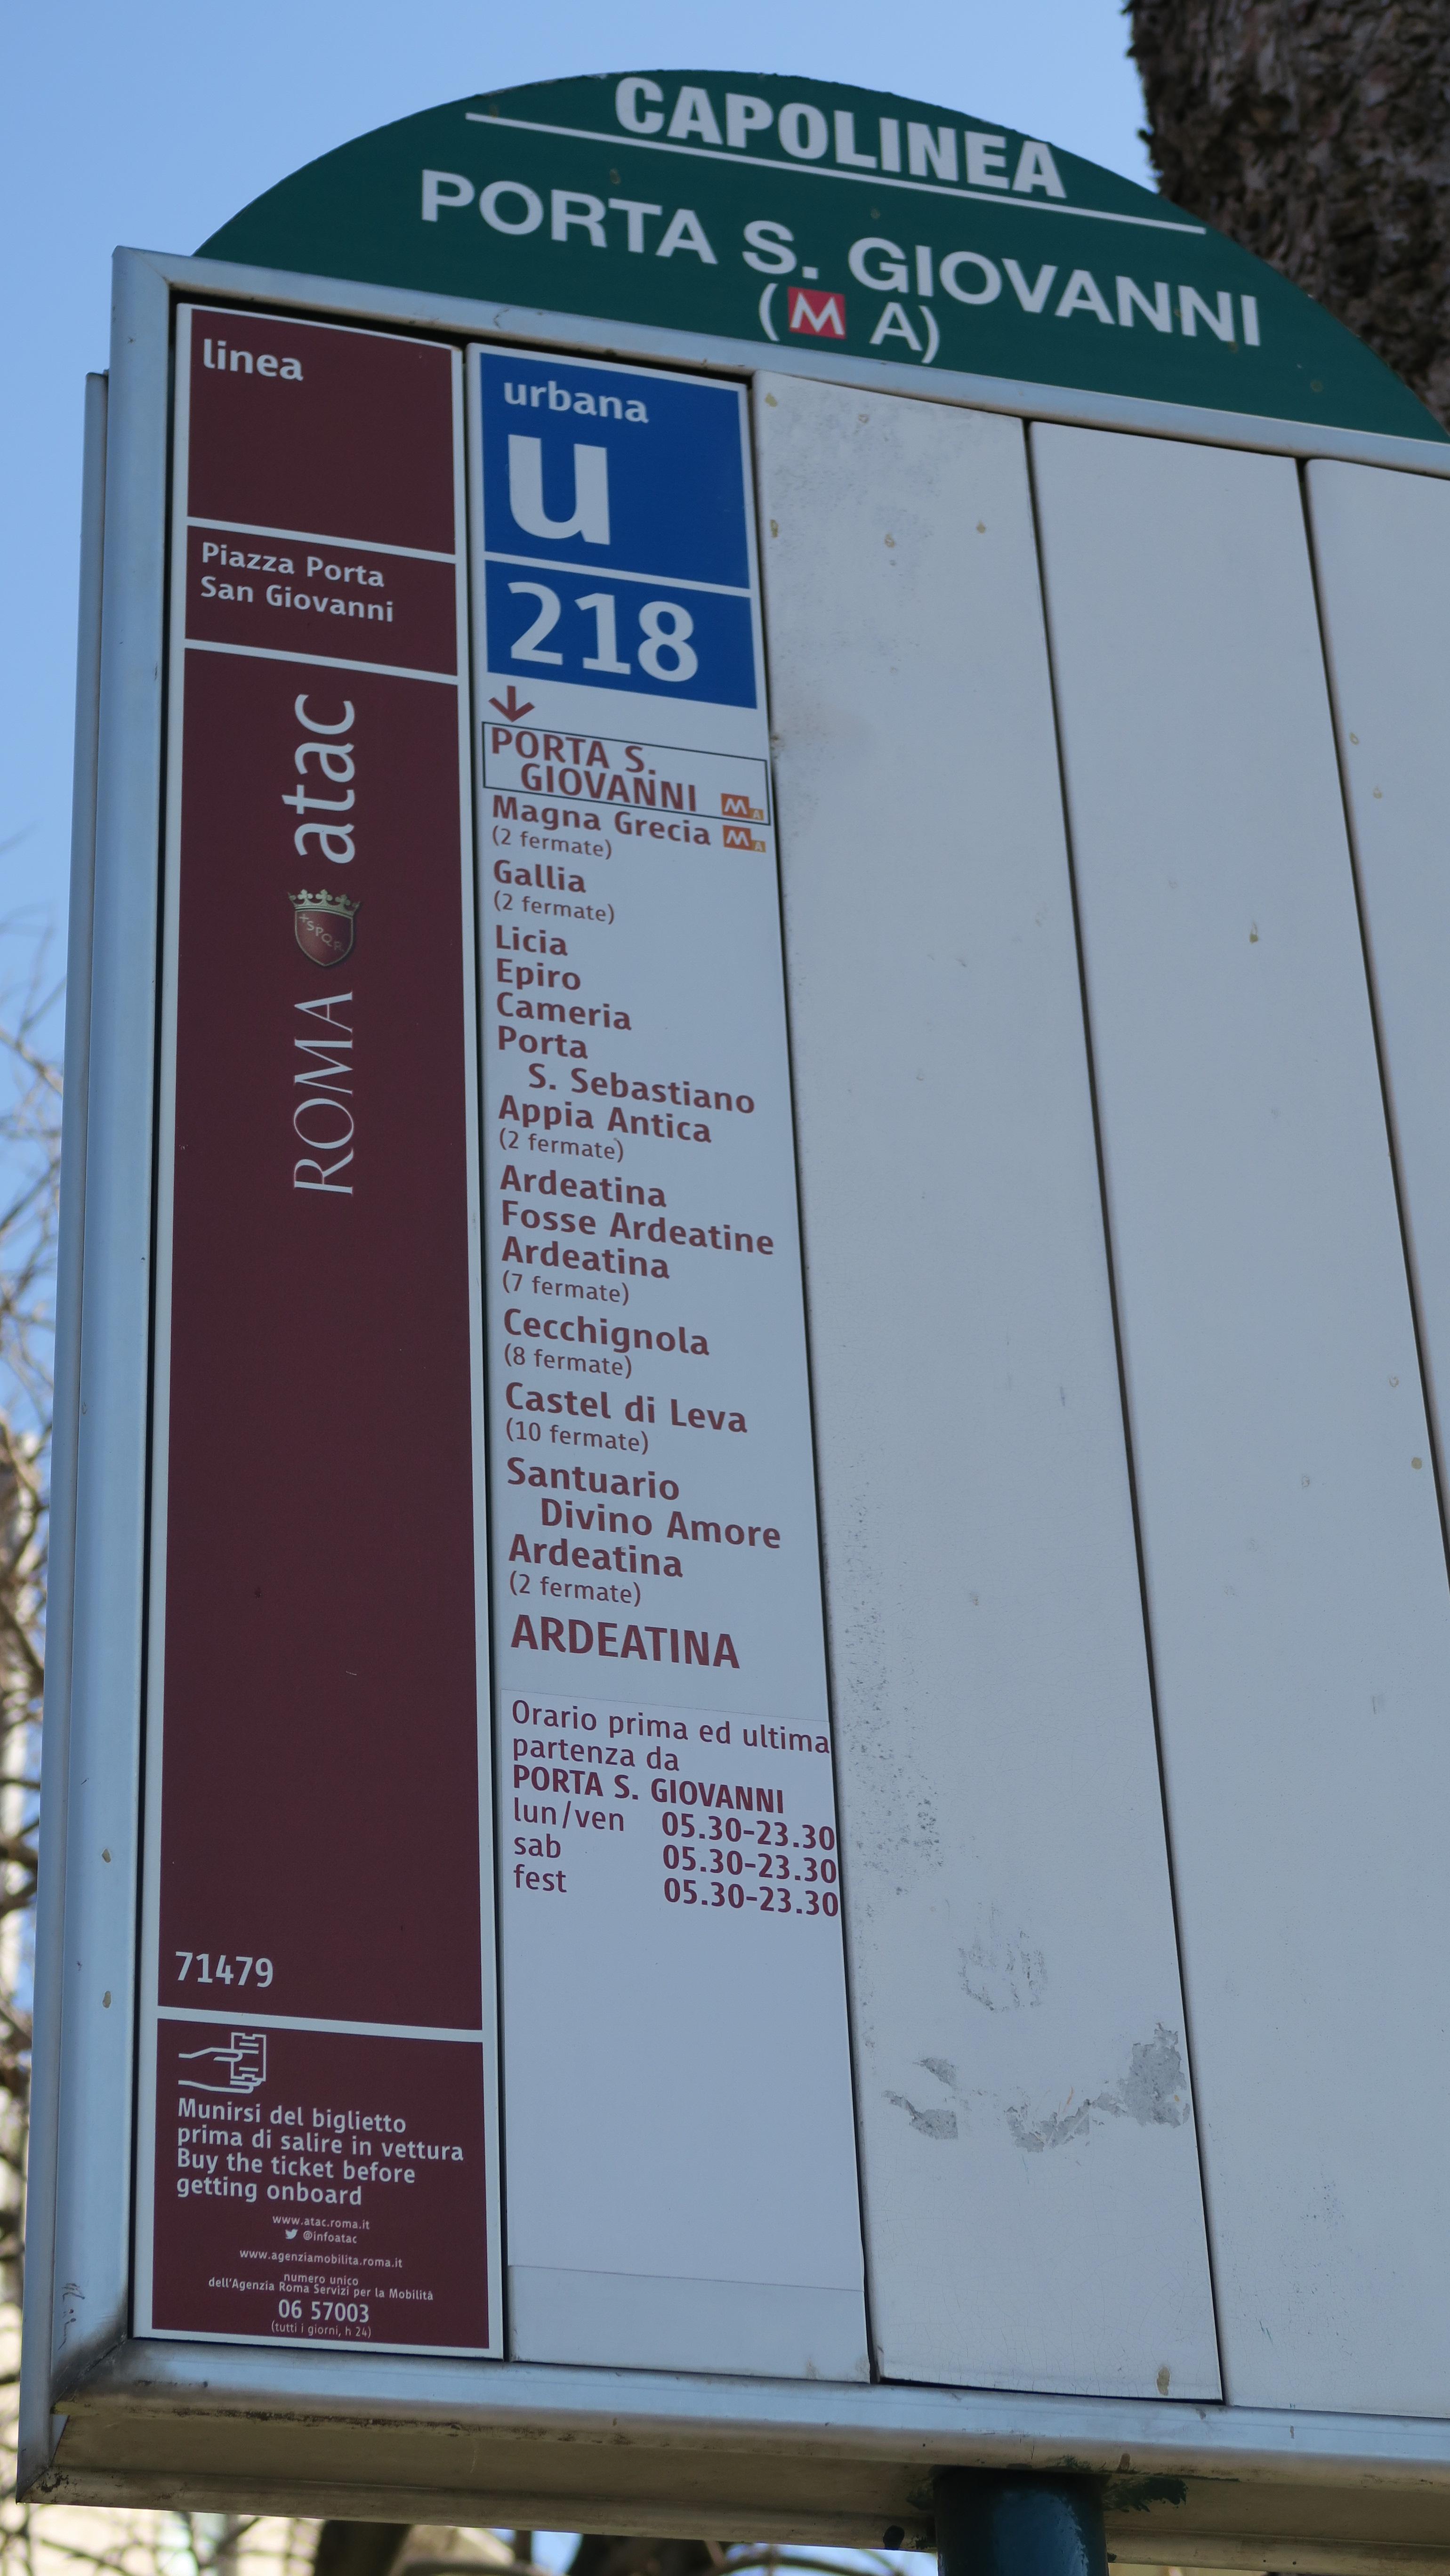 CAPOLINEA
PORTA S. GIOVANNI
(M A)
linea
Piazza Porta
San Giovanni
atac
SPQR
ROMA
71479
Munirsi del biglietto
prima di salire in vettura
Buy the ticket before
getting onboard
www.atac.roma.it
@infoatac
www.agenziamobilita.roma.it
numero unico
dell'Agenzia Roma Servizi per la Mobilità
06 57003
(tutti i giorni, h 24)
urbana
u
218
PORTA S.
GIOVANNI MA
Magna Grecia MA
(2 fermate)
Gallia
(2 fermate)
Licia
Epiro
Cameria
Porta
S. Sebastiano
Appia Antica
(2 fermate)
Ardeatina
Fosse Ardeatine
Ardeatina
(7 fermate)
Cecchignola
(8 fermate)
Castel di Leva
(10 fermate)
Santuario
Divino Amore
Ardeatina
(2 fermate)
ARDEATINA
Orario prima ed ultima
partenza da
PORTA S. GIOVANNI
lun/ven 05.30-23.30
sab 05.30-23.30
fest 05.30-23.30